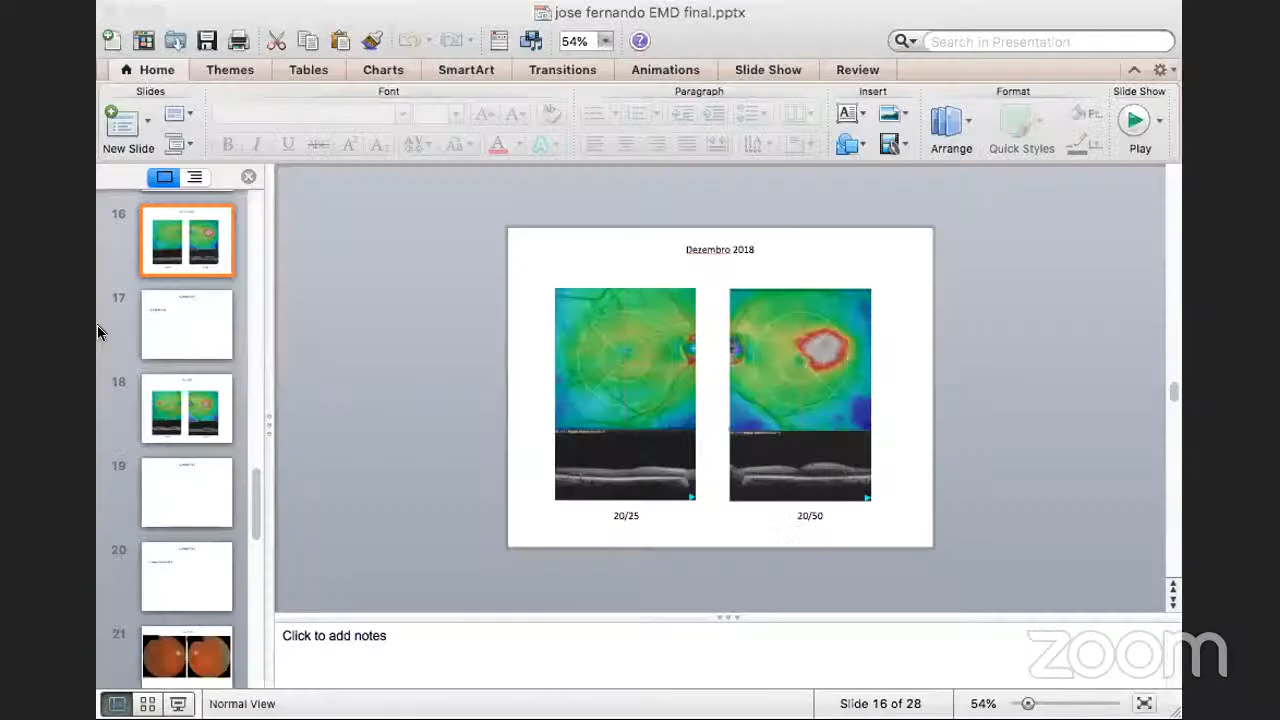 jose fernando EMD final.pptx
54%
Search in Presentation
Home Themes Tables Charts SmartArt Transitions Animations Slide Show Review
Slides Font Paragraph Insert Format Slide Show
New Slide Arrange Quick Styles Play
16
17
18
19
20
21
Dezembro 2018
20/25 20/50
Click to add notes
zoom
Normal View Slide 16 of 28 54%